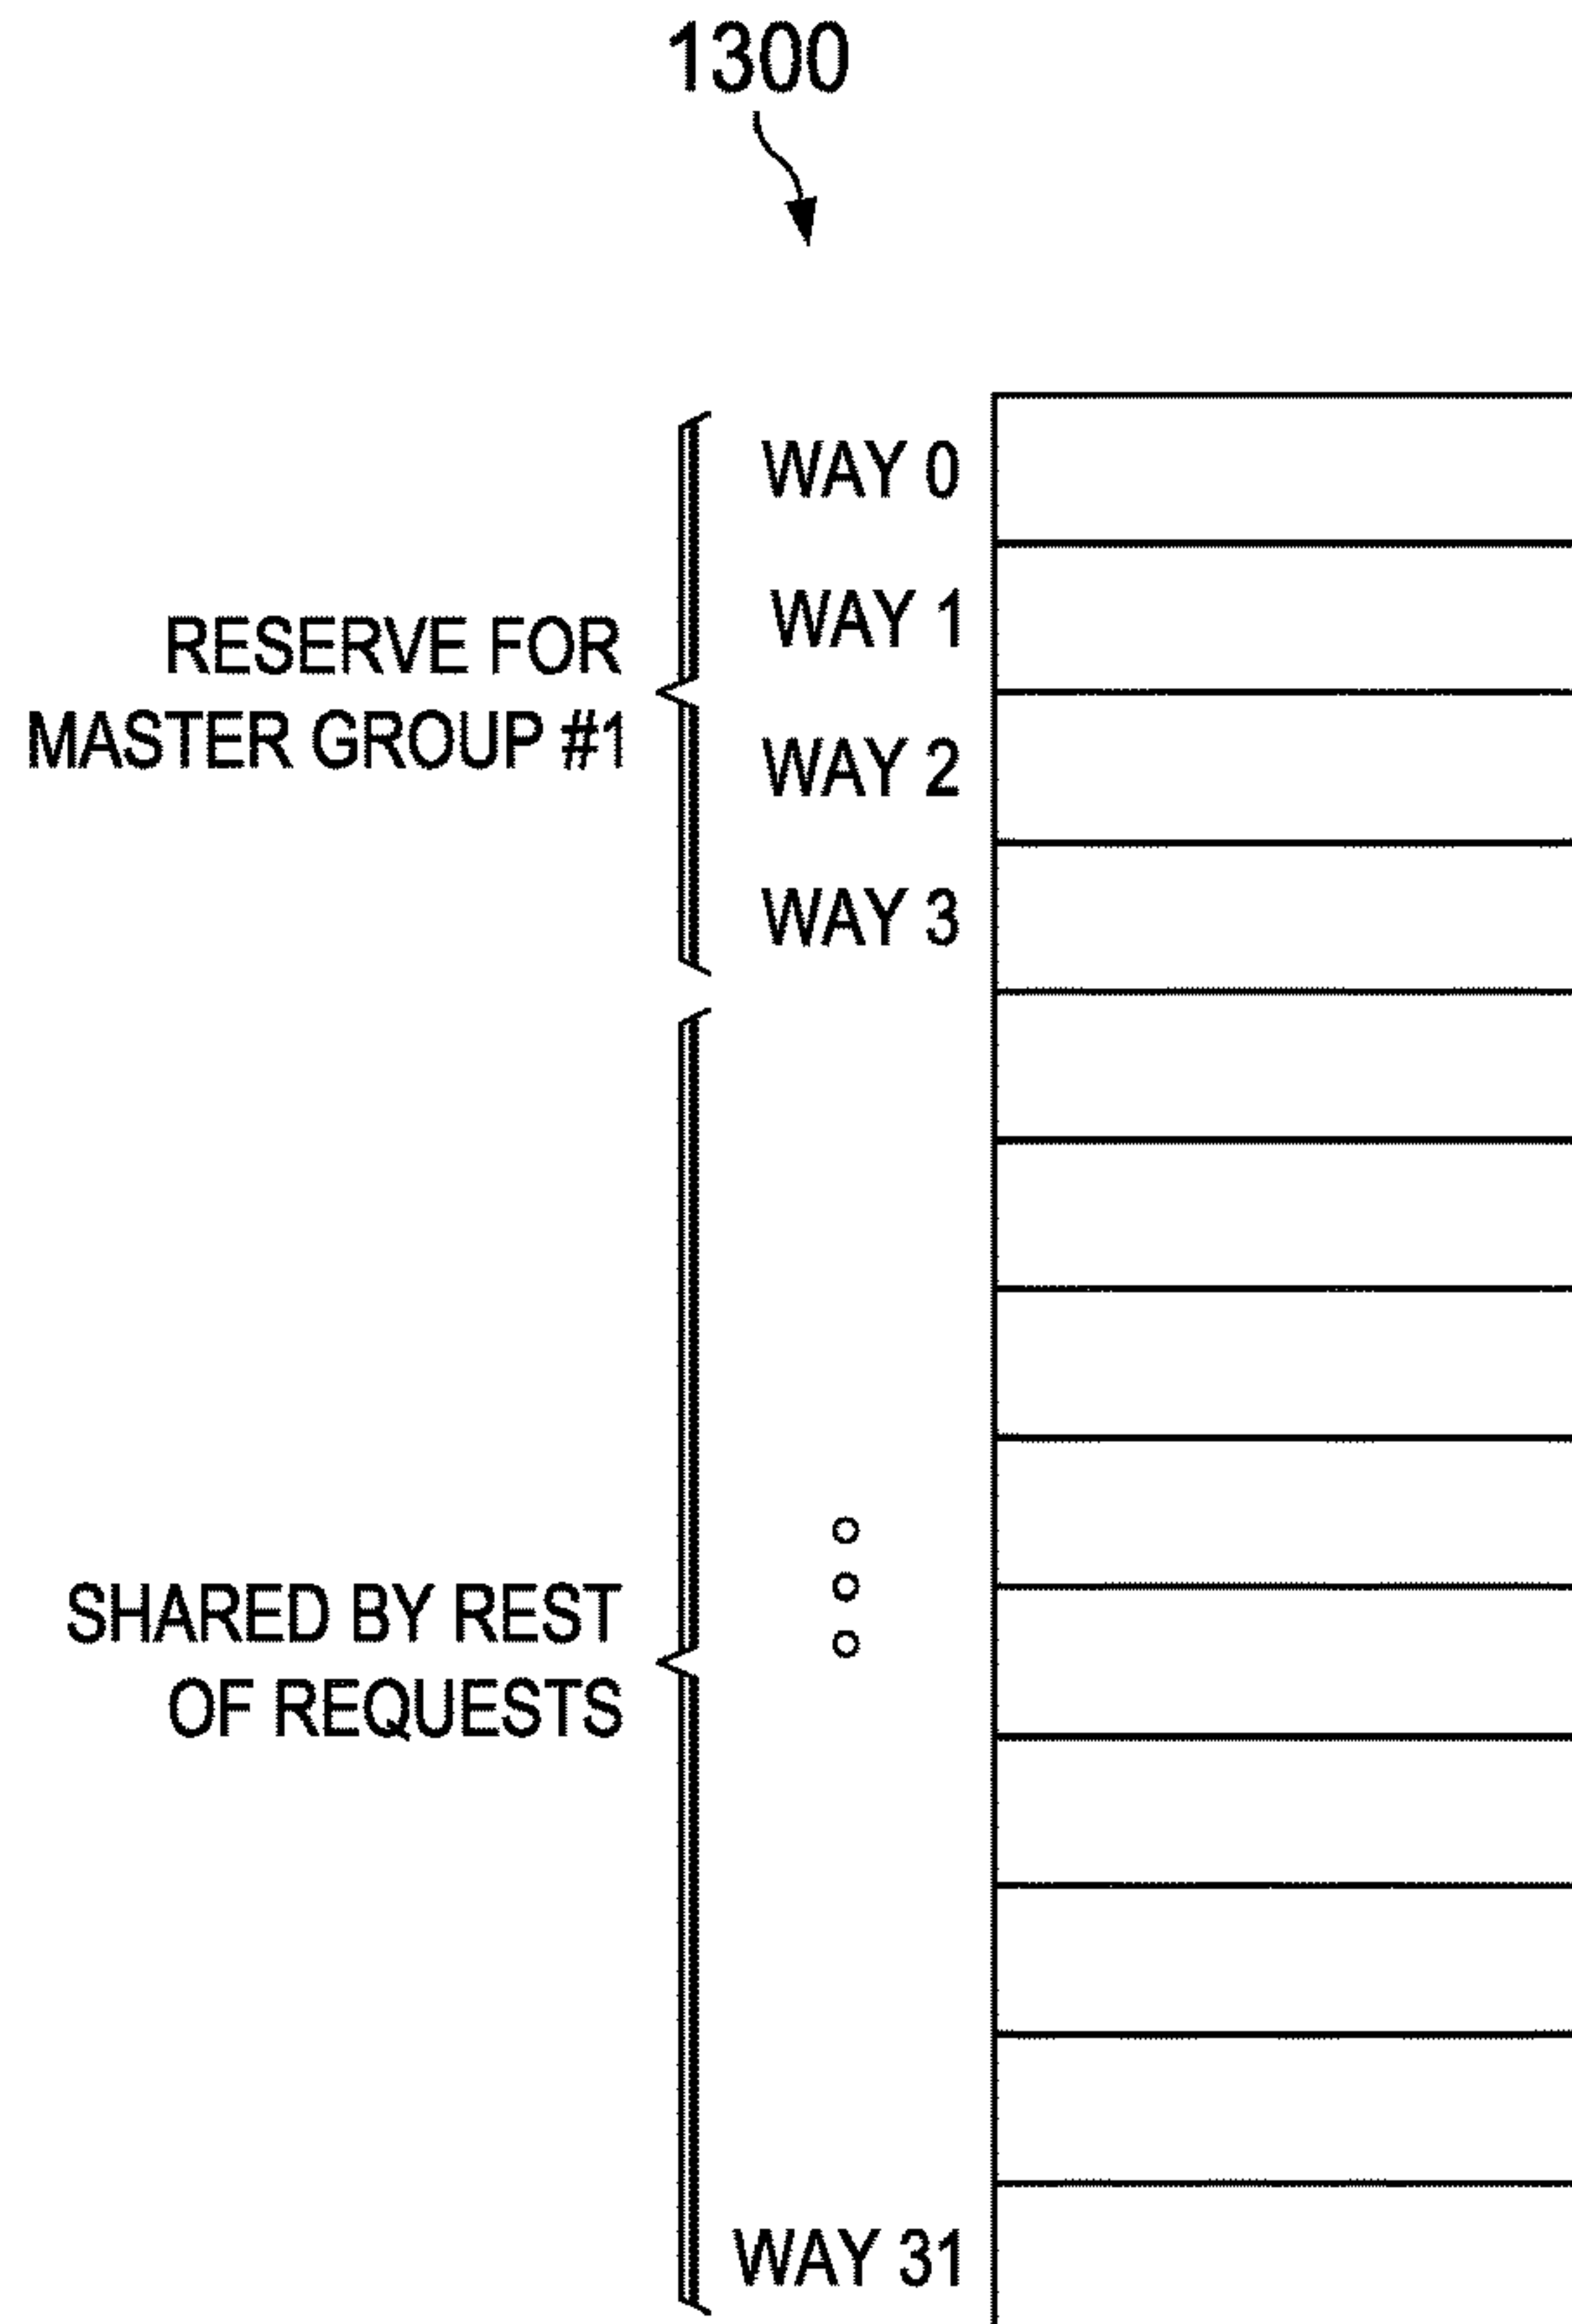 1300
WAY 0
WAY 1
RESERVE FOR
MASTER GROUP #1
WAY 2
WAY 3
SHARED BY REST
OF REQUESTS
WAY 31